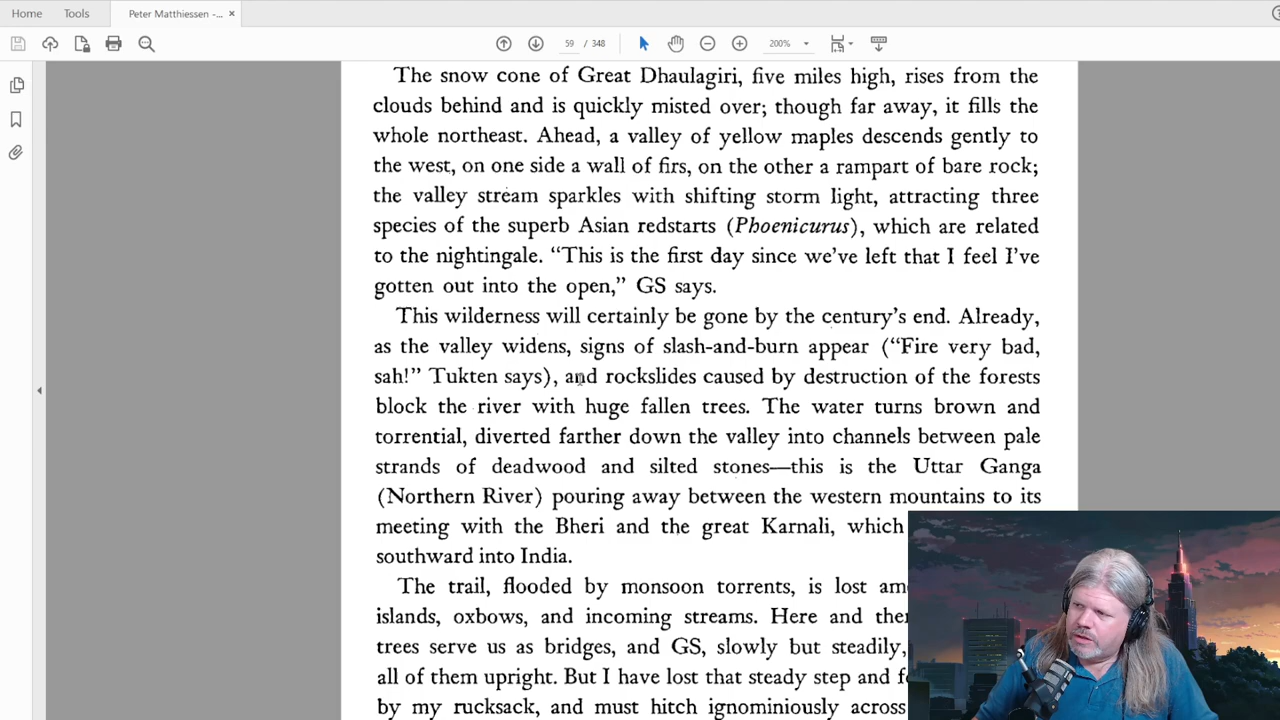 Home
Tools
Peter Matthiessen -...
59 / 348
200%
The snow cone of Great Dhaulagiri, five miles high, rises from the
clouds behind and is quickly misted over; though far away, it fills the
whole northeast. Ahead, a valley of yellow maples descends gently to
the west, on one side a wall of firs, on the other a rampart of bare rock;
the valley stream sparkles with shifting storm light, attracting three
species of the superb Asian redstarts (Phoenicurus), which are related
to the nightingale. “This is the first day since we’ve left that I feel I’ve
gotten out into the open,” GS says.
This wilderness will certainly be gone by the century’s end. Already,
as the valley widens, signs of slash-and-burn appear (“Fire very bad,
sah!” Tukten says), and rockslides caused by destruction of the forests
block the river with huge fallen trees. The water turns brown and
torrential, diverted farther down the valley into channels between pale
strands of deadwood and silted stones—this is the Uttar Ganga
(Northern River) pouring away between the western mountains to its
meeting with the Bheri and the great Karnali, which
southward into India.
The trail, flooded by monsoon torrents, is lost
islands, oxbows, and incoming streams. Here and
trees serve us as bridges, and GS, slowly but steadily,
all of them upright. But I have lost that steady step and
by my rucksack, and must hitch ignominiously across